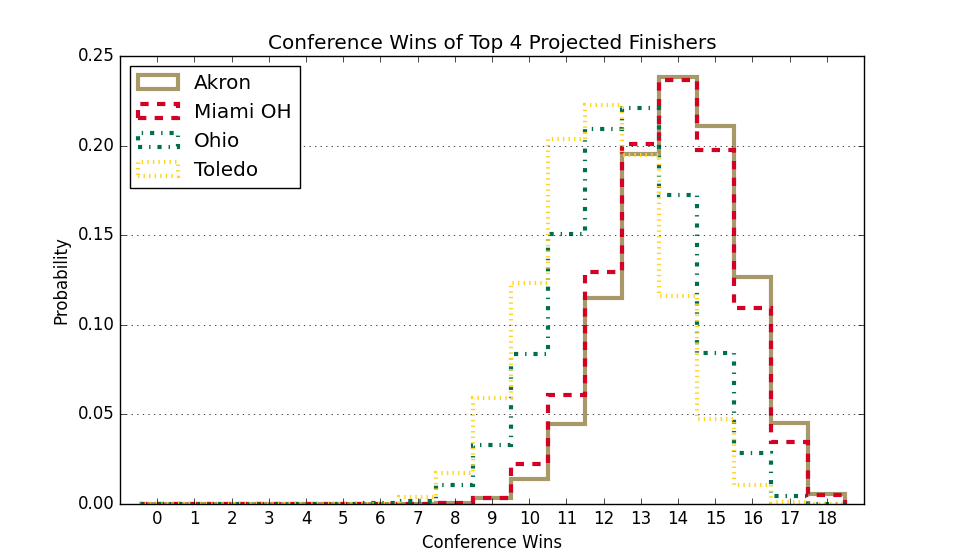 Conference Wins of Top 4 Projected Finishers
0.25
0.20
0.15
0.10
0.05
0.00
Probability
Akron
Miami OH
Ohio
Toledo
0 1 2 3 4 5 6 7 8 9 10 11 12 13 14 15 16 17 18
Conference Wins